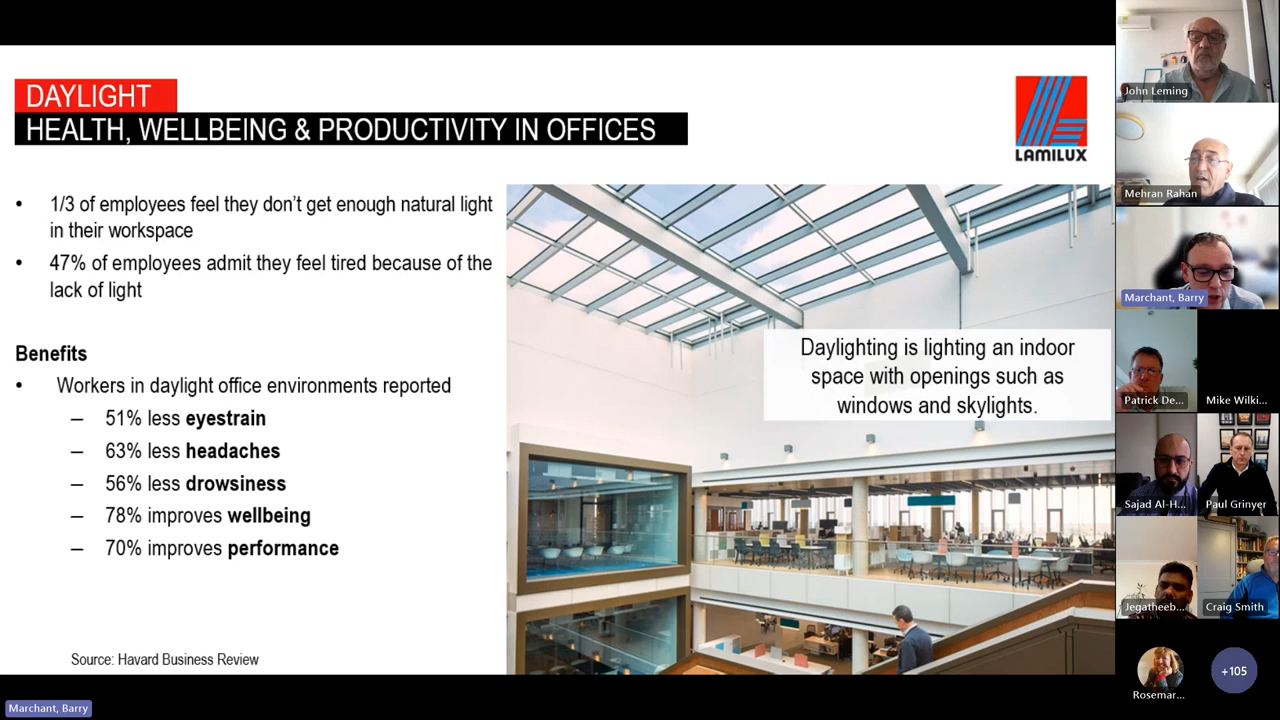 DAYLIGHT
HEALTH, WELLBEING & PRODUCTIVITY IN OFFICES
LAMILUX
• 1/3 of employees feel they don’t get enough natural light
in their workspace
• 47% of employees admit they feel tired because of the
lack of light
Benefits
• Workers in daylight office environments reported
– 51% less eyestrain
– 63% less headaches
– 56% less drowsiness
– 78% improves wellbeing
– 70% improves performance
Daylighting is lighting an indoor
space with openings such as
windows and skylights.
Source: Havard Business Review
Marchant, Barry
John Leming
Mehran Rahan
Marchant, Barry
Patrick De...
Mike Wilki...
Sajad Al-H...
Paul Grinyer
Jegatheeb...
Craig Smith
Rosemar...
+105